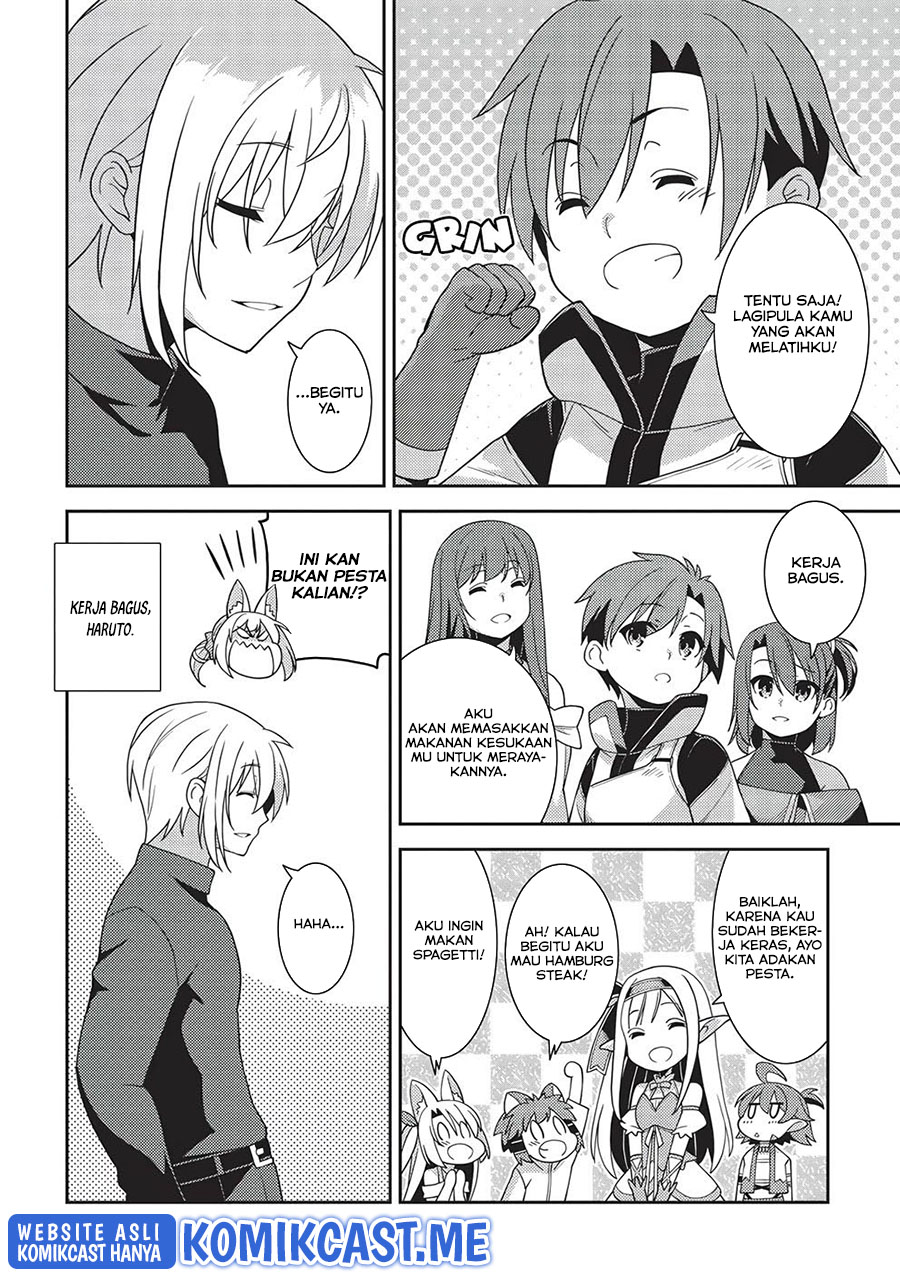 GRIN
TENTU SAJA!
LAGIPULA KAMU
YANG AKAN
MELATIHKU!
...BEGITU
YA.
KERJA
BAGUS.
AKU
AKAN MEMASAKKAN
MAKANAN KESUKAAN
MU UNTUK MERAYA-
KANNYA.
BAIKLAH,
KARENA KAU
SUDAH BEKER-
JA KERAS, AYO
KITA ADAKAN
PESTA.
AH! KALAU
BEGITU AKU
MAU HAMBURG
STEAK!
AKU INGIN
MAKAN
SPAGETTI!
INI KAN
BUKAN PESTA
KALIAN!?
KERJA BAGUS,
HARUTO.
HAHA...
WEBSITE ASLI
KOMIKCAST HANYA
KOMIKCAST.ME